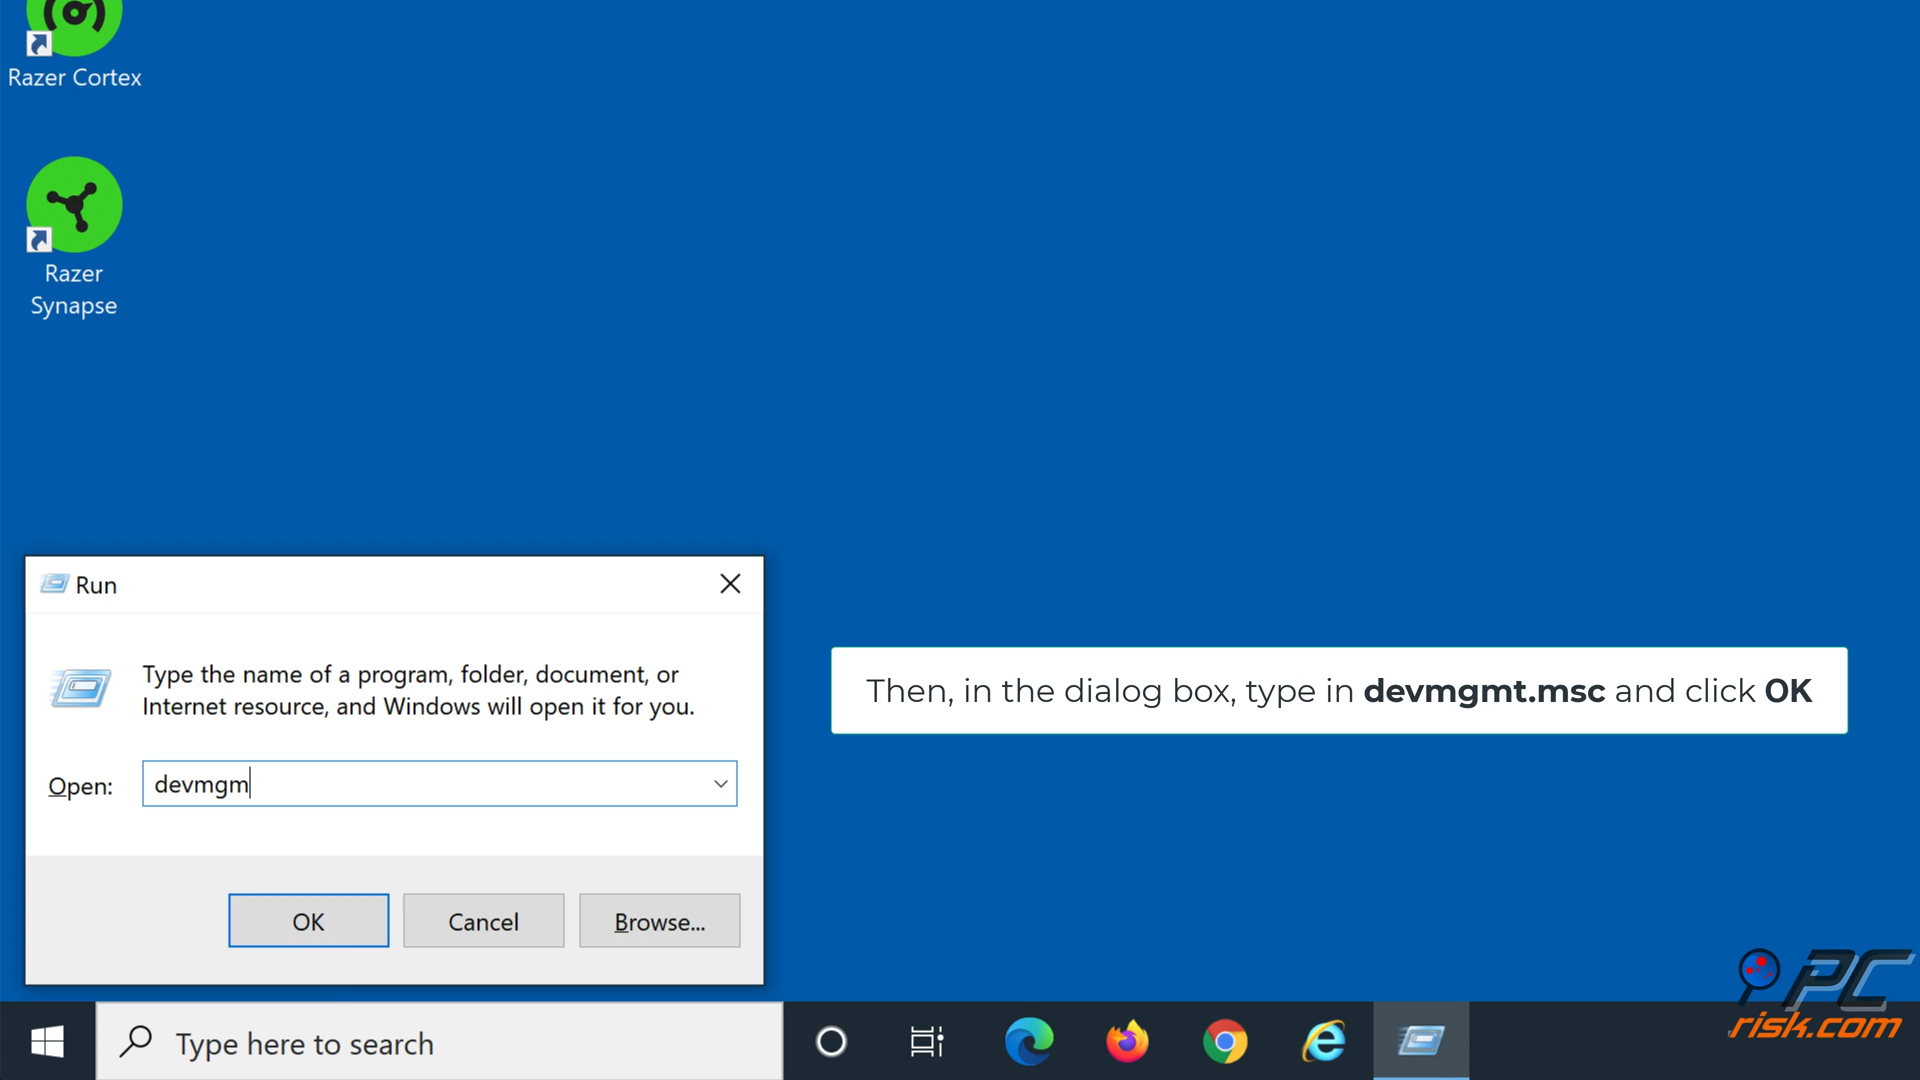 Razer Cortex
Razer
Synapse
Run
Type the name of a program, folder, document, or
Internet resource, and Windows will open it for you.
Open:
devmgm
OK
Cancel
Browse...
Then, in the dialog box, type in devmgmt.msc and click OK
Type here to search
PC
risk.com